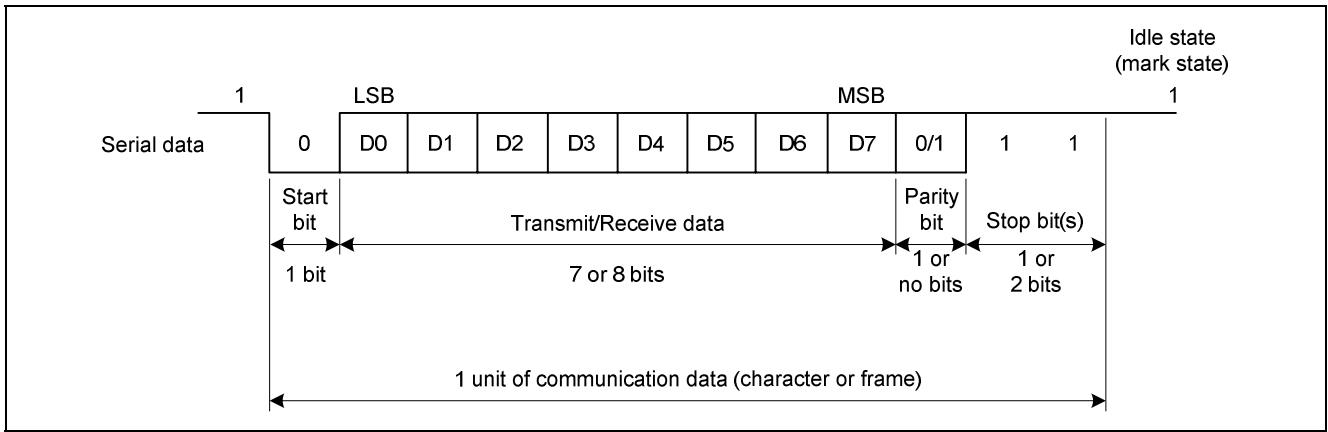 Idle state
(mark state)
1 LSB MSB 1
Serial data 0 D0 D1 D2 D3 D4 D5 D6 D7 0/1 1 1
Start
bit
Transmit/Receive data
Parity
bit
Stop bit(s)
1 bit
7 or 8 bits
1 or
no bits
1 or
2 bits
1 unit of communication data (character or frame)